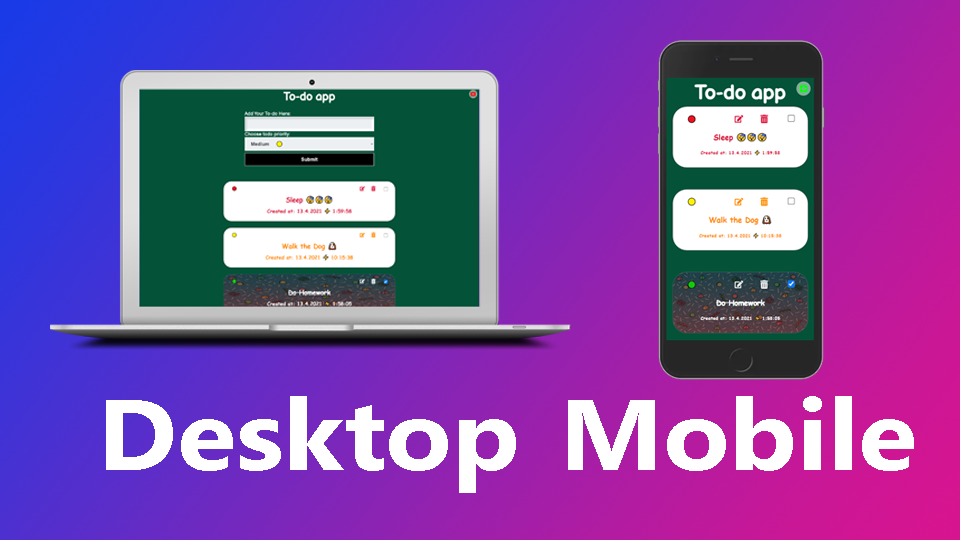 To-do app
Add Your To-do Here:
Choose todo priority:
Medium
Submit
Sleep 😴😴😴
Created at: 13.4.2021 1:59:58
Walk the Dog
Created at: 13.4.2021 10:15:38
Do Homework
Created at: 13.4.2021 1:58:05
To-do app
Sleep 😴😴😴
Created at: 13.4.2021 1:59:58
Walk the Dog
Created at: 13.4.2021 10:15:38
Do Homework
Created at: 13.4.2021 1:58:05
Desktop Mobile